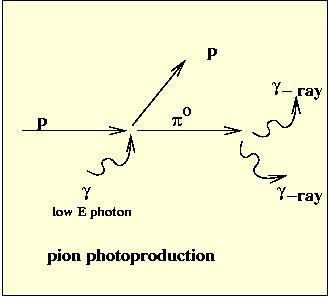 P
γ– ray
π⁰
P
γ
γ–ray
low E photon
pion photoproduction